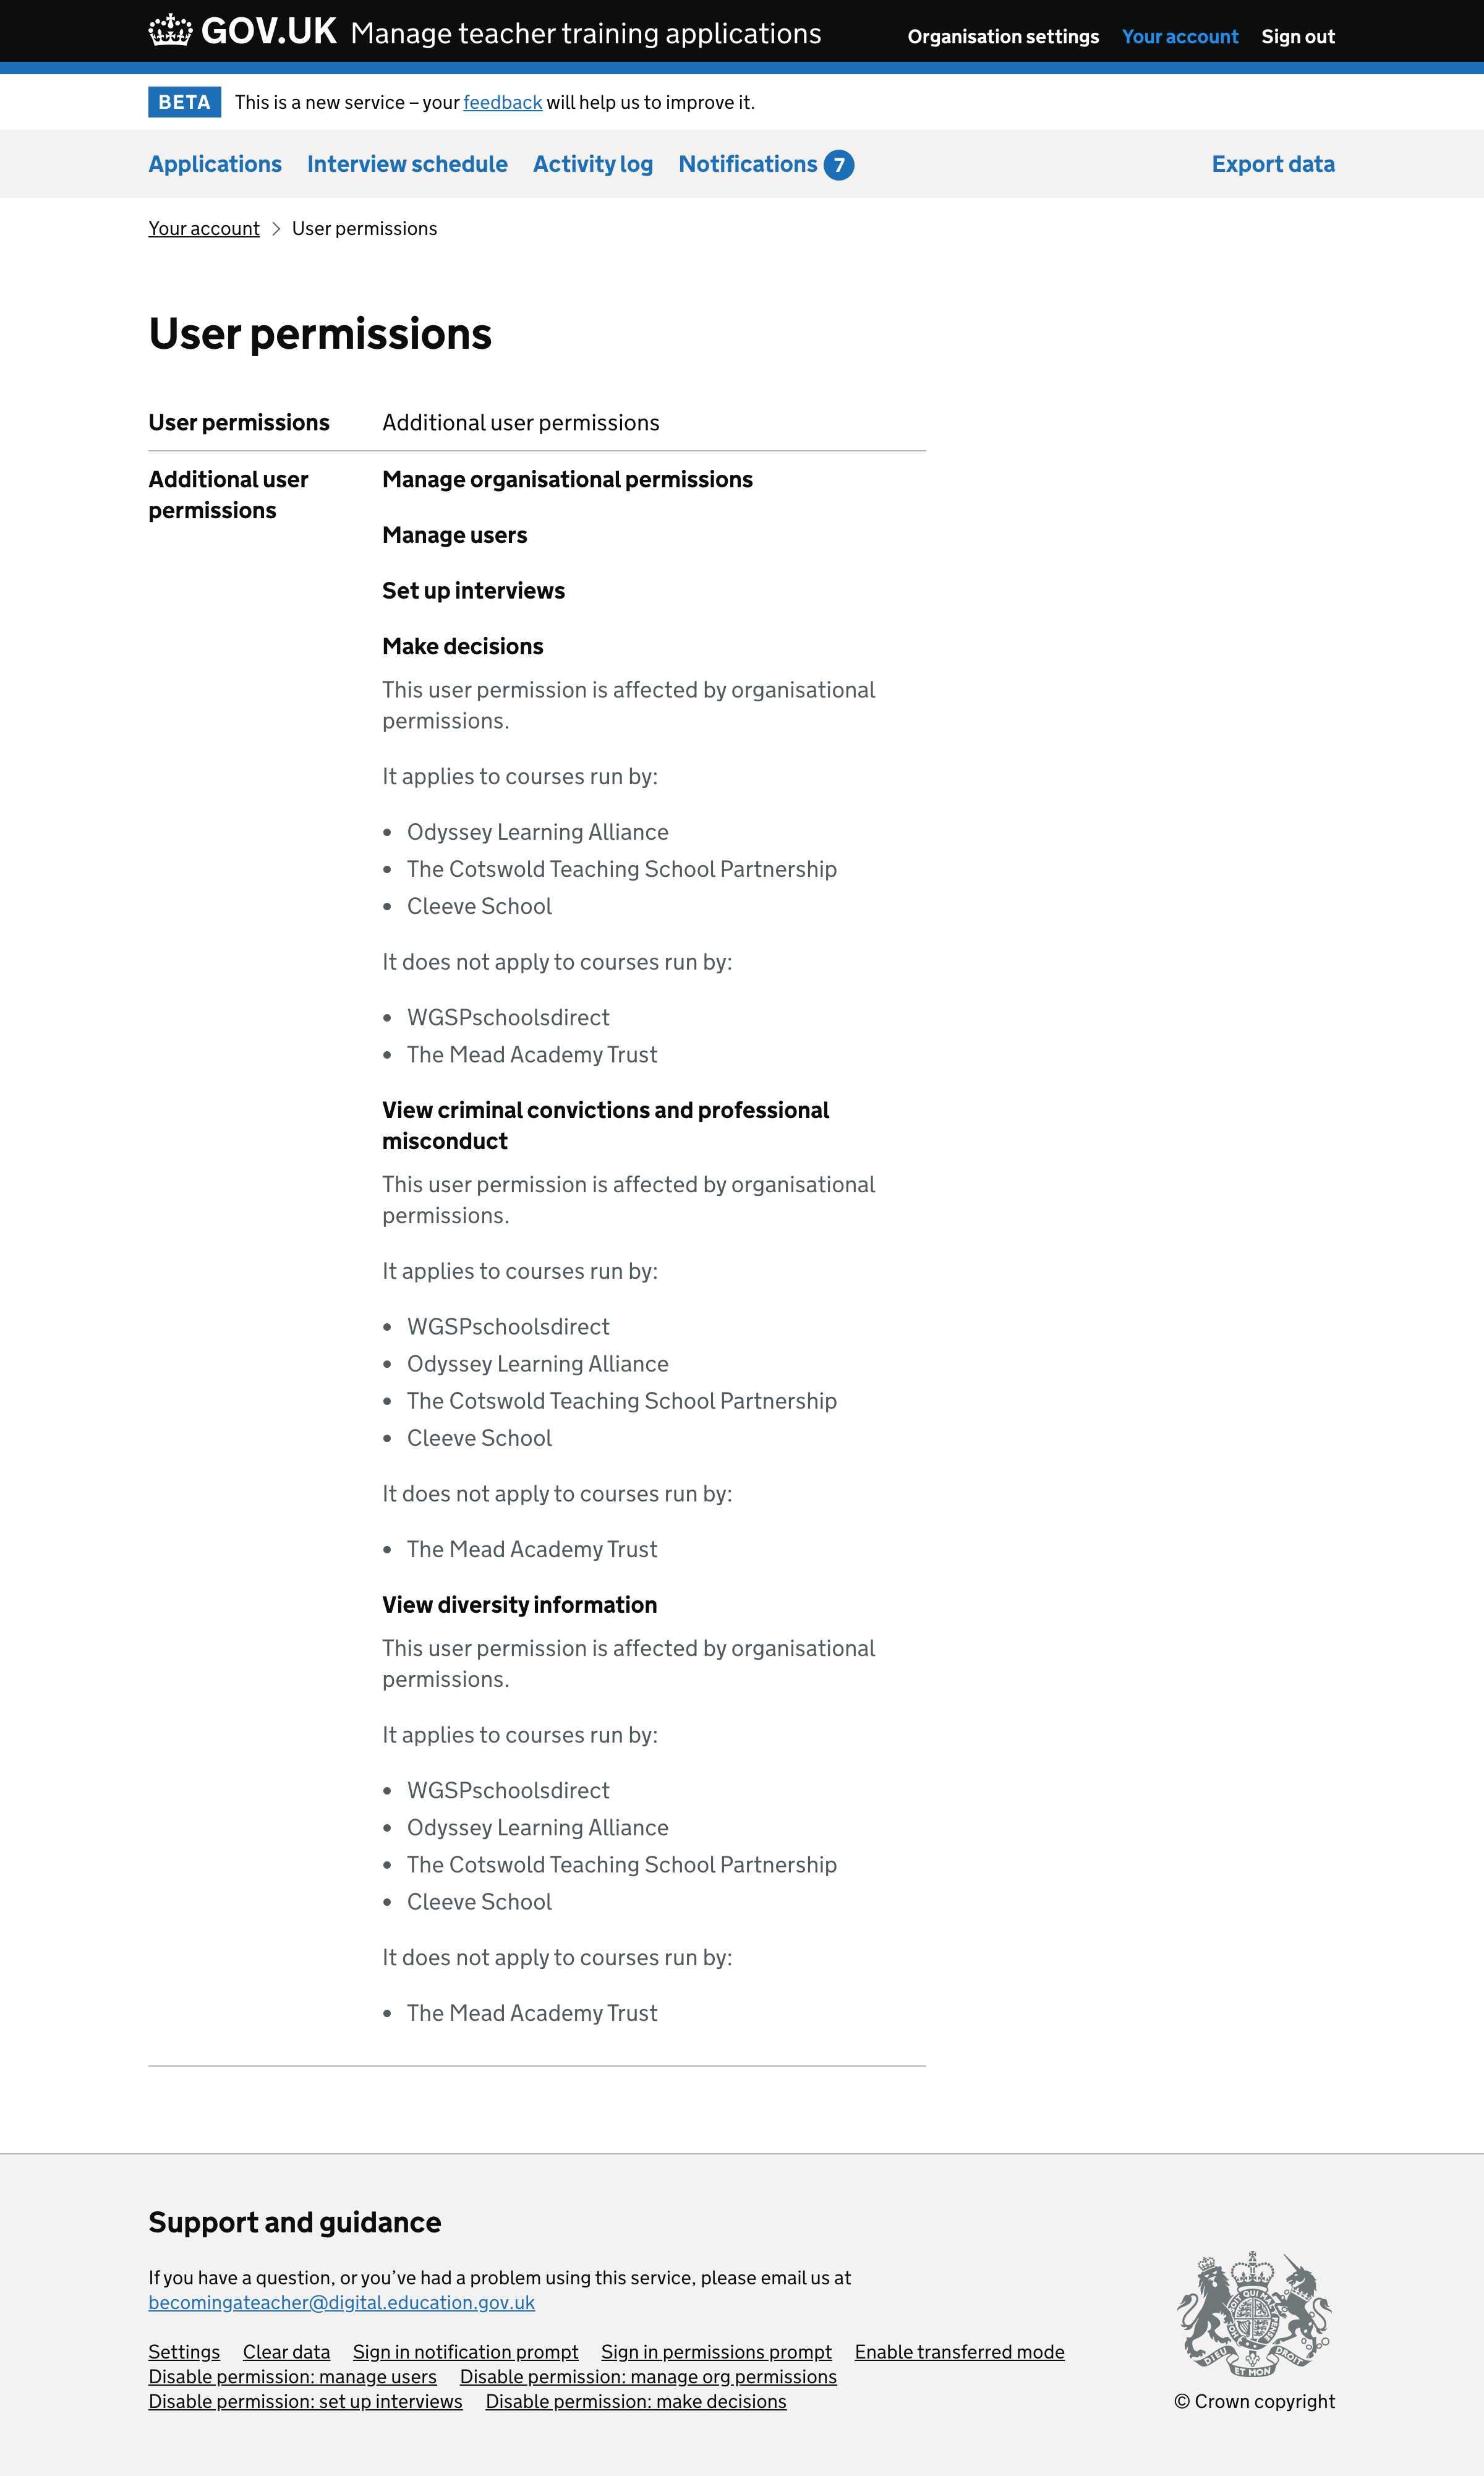 GOV.UK Manage teacher training applications Organisation settings Your account Sign out
BETA This is a new service – your feedback will help us to improve it.
Applications Interview schedule Activity log Notifications 7 Export data
Your account > User permissions
User permissions
User permissions Additional user permissions
Additional user permissions
Manage organisational permissions
Manage users
Set up interviews
Make decisions
This user permission is affected by organisational
permissions.
It applies to courses run by:
• Odyssey Learning Alliance
• The Cotswold Teaching School Partnership
• Cleeve School
It does not apply to courses run by:
• WGSPschoolsdirect
• The Mead Academy Trust
View criminal convictions and professional
misconduct
This user permission is affected by organisational
permissions.
It applies to courses run by:
• WGSPschoolsdirect
• Odyssey Learning Alliance
• The Cotswold Teaching School Partnership
• Cleeve School
It does not apply to courses run by:
• The Mead Academy Trust
View diversity information
This user permission is affected by organisational
permissions.
It applies to courses run by:
• WGSPschoolsdirect
• Odyssey Learning Alliance
• The Cotswold Teaching School Partnership
• Cleeve School
It does not apply to courses run by:
• The Mead Academy Trust
Support and guidance
If you have a question, or you’ve had a problem using this service, please email us at
becomingateacher@digital.education.gov.uk
Settings Clear data Sign in notification prompt Sign in permissions prompt Enable transferred mode
Disable permission: manage users Disable permission: manage org permissions
Disable permission: set up interviews Disable permission: make decisions
DIEU ET MON DROIT
© Crown copyright